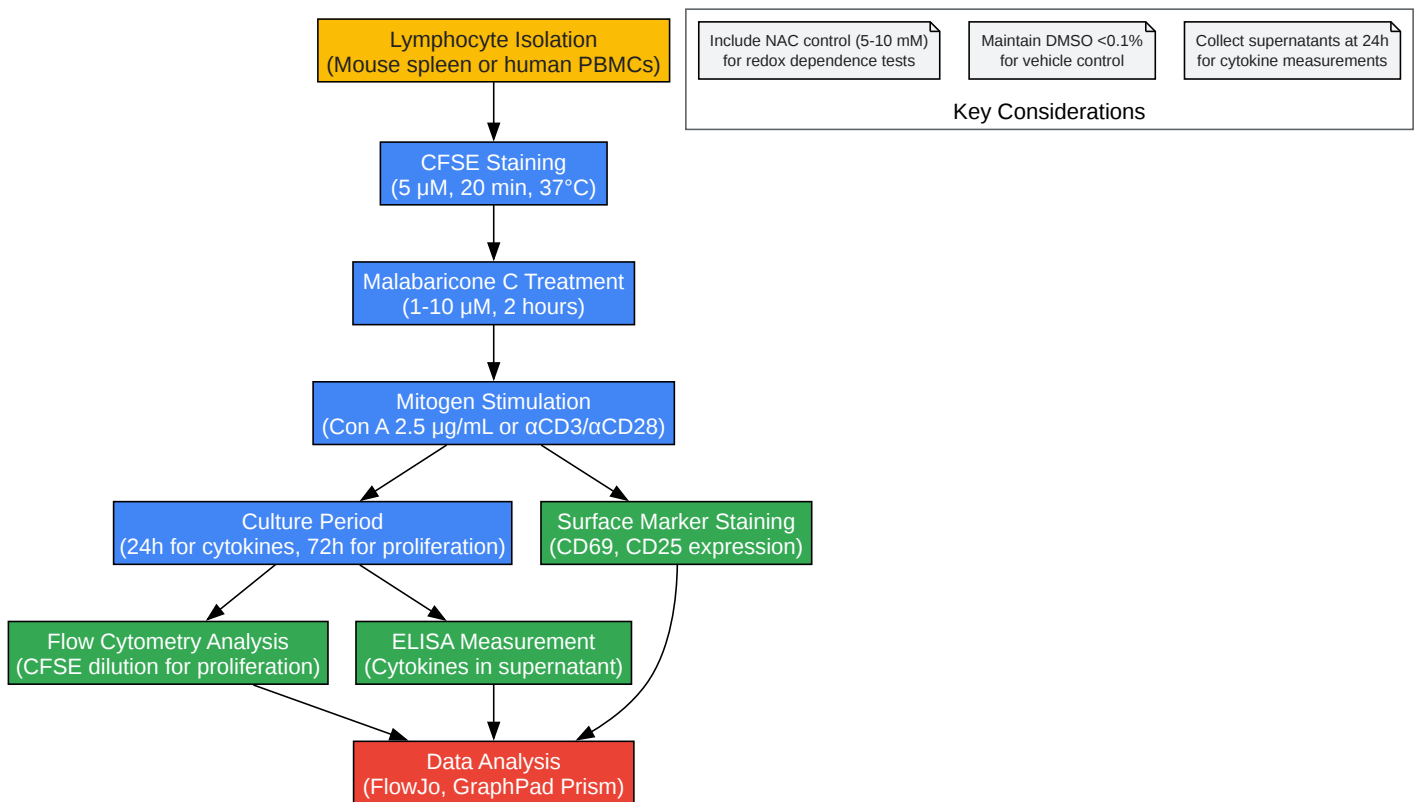 Lymphocyte Isolation
(Mouse spleen or human PBMCs)
Include NAC control (5-10 mM)
for redox dependence tests
Maintain DMSO <0.1%
for vehicle control
Collect supernatants at 24h
for cytokine measurements
Key Considerations
CFSE Staining
(5 μM, 20 min, 37°C)
Malabaricone C Treatment
(1-10 μM, 2 hours)
Mitogen Stimulation
(Con A 2.5 μg/mL or αCD3/αCD28)
Culture Period
(24h for cytokines, 72h for proliferation)
Surface Marker Staining
(CD69, CD25 expression)
Flow Cytometry Analysis
(CFSE dilution for proliferation)
ELISA Measurement
(Cytokines in supernatant)
Data Analysis
(FlowJo, GraphPad Prism)